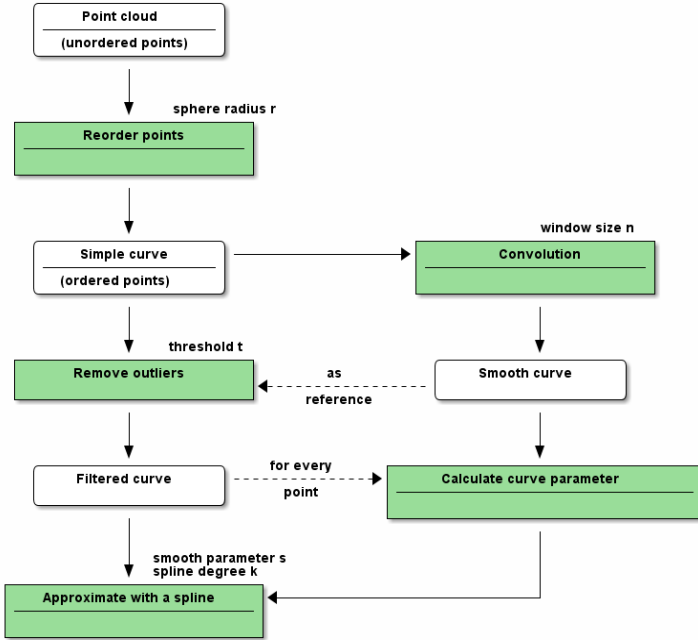 Point cloud
(unordered points)
sphere radius r
Reorder points
window size n
Simple curve
(ordered points)
Convolution
threshold t
Remove outliers
as
reference
Smooth curve
Filtered curve
for every
point
Calculate curve parameter
smooth parameter s
spline degree k
Approximate with a spline